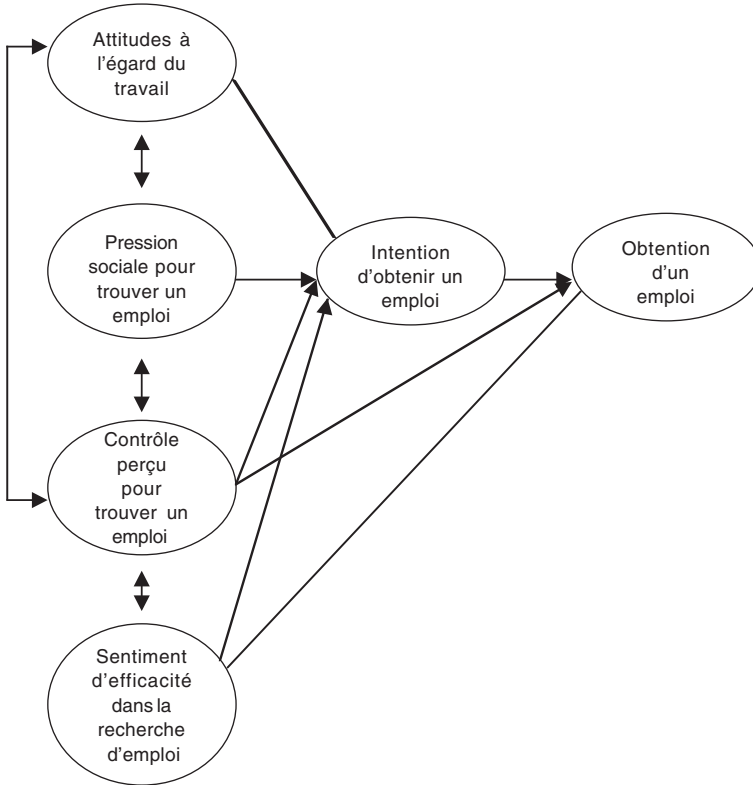 Attitudes à
l'égard du
travail
Pression
sociale pour
trouver un
emploi
Intention
d'obtenir un
emploi
Obtention
d'un
emploi
Contrôle
perçu
pour
trouver un
emploi
Sentiment
d'efficacité
dans la
recherche
d'emploi